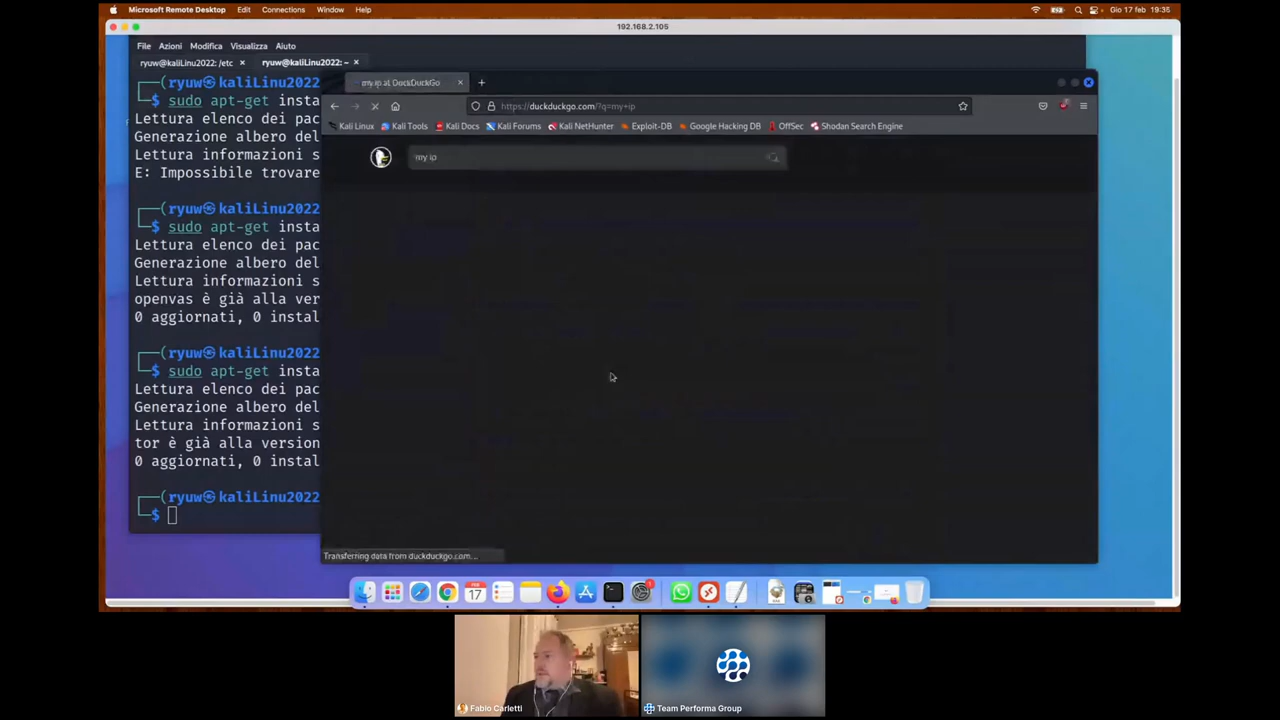 Microsoft Remote Desktop Edit Connections Window Help
Gio 17 feb 19:35
192.168.2.105
File Azioni Modifica Visualizza Aiuto
ryuw@kaliLinu2022: /etc ryuw@kaliLinu2022: ~
(ryuw㉿kaliLinu2022
$ sudo apt-get insta
Lettura elenco dei pac
Generazione albero del
Lettura informazioni s
E: Impossibile trovare
(ryuw㉿kaliLinu2022
$ sudo apt-get insta
Lettura elenco dei pac
Generazione albero del
Lettura informazioni s
openvas è già alla ver
0 aggiornati, 0 instal
(ryuw㉿kaliLinu2022
$ sudo apt-get insta
Lettura elenco dei pac
Generazione albero del
Lettura informazioni s
tor è già alla version
0 aggiornati, 0 instal
(ryuw㉿kaliLinu2022
$
my ip at DuckDuckGo
https://duckduckgo.com/?q=my+ip
Kali Linux Kali Tools Kali Docs Kali Forums Kali NetHunter Exploit-DB Google Hacking DB OffSec Shodan Search Engine
my ip
Transferring data from duckduckgo.com...
FEB
17
1
Fabio Carletti
Team Performa Group